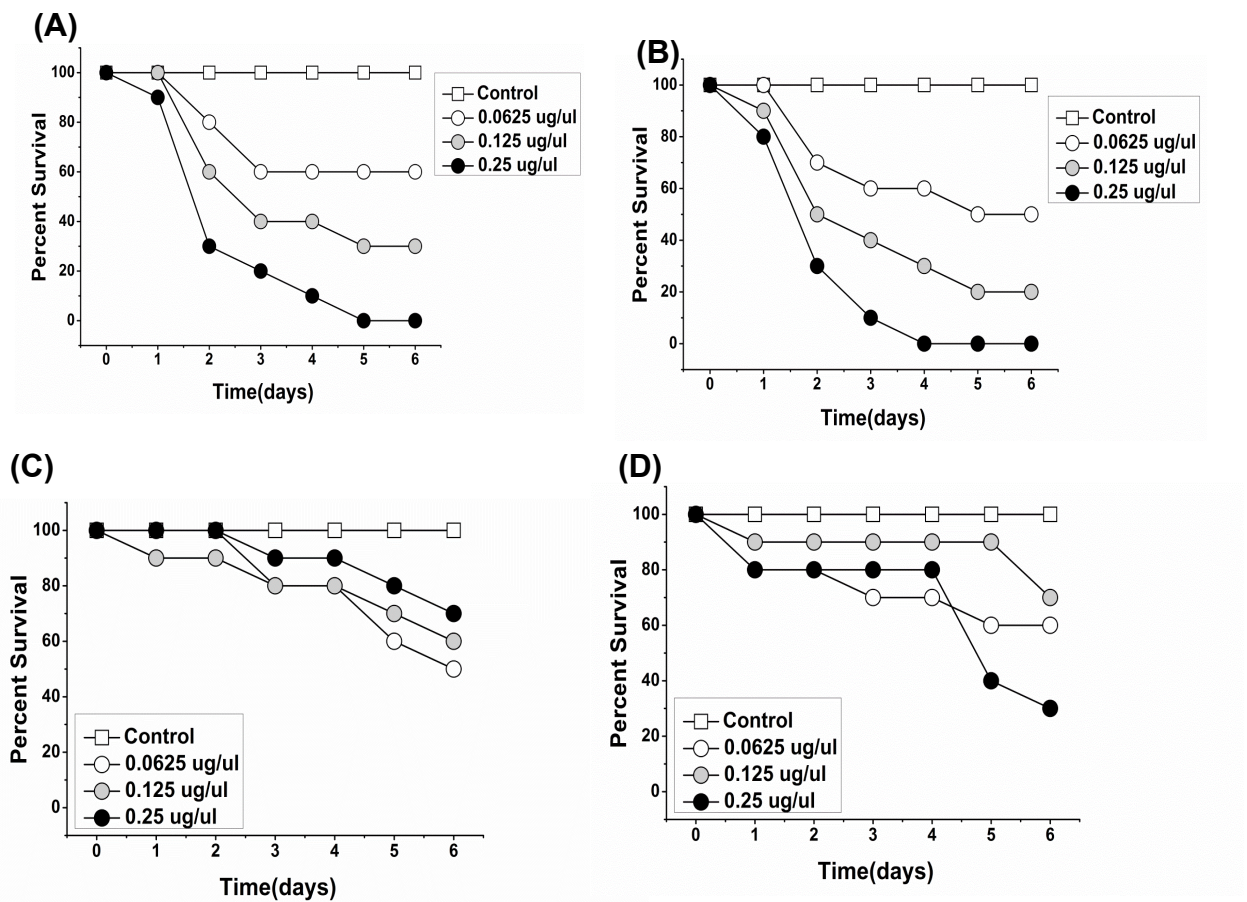 (A)
Percent Survival
100
80
60
40
20
0
0 1 2 3 4 5 6
Time(days)
Control
0.0625 ug/ul
0.125 ug/ul
0.25 ug/ul
(B)
Percent Survival
100
80
60
40
20
0
0 1 2 3 4 5 6
Time(days)
Control
0.0625 ug/ul
0.125 ug/ul
0.25 ug/ul
(C)
Percent Survival
100
80
60
40
20
0
Control
0.0625 ug/ul
0.125 ug/ul
0.25 ug/ul
0 1 2 3 4 5 6
Time(days)
(D)
Percent Survival
100
80
60
40
20
0
Control
0.0625 ug/ul
0.125 ug/ul
0.25 ug/ul
0 1 2 3 4 5 6
Time(days)